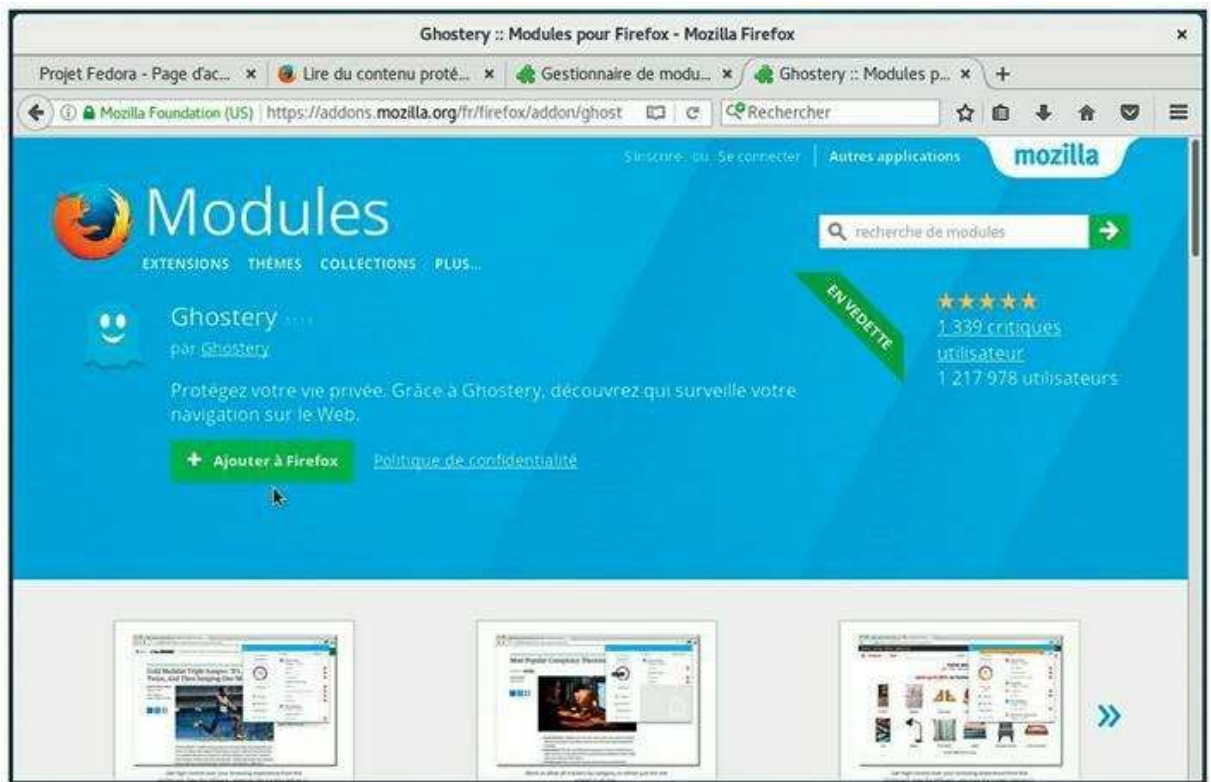 Ghostery :: Modules pour Firefox - Mozilla Firefox
Projet Fedora - Page d'ac...
Lire du contenu proté...
Gestionnaire de modu...
Ghostery :: Modules p...
Mozilla Foundation (US)
https://addons.mozilla.org/fr/firefox/addon/ghost
Rechercher
S'inscrire ou Se connecter
Autres applications
mozilla
Modules
recherche de modules
EXTENSIONS THÈMES COLLECTIONS PLUS...
EN VEDETTE
Ghostery
par Ghostery
1 339 critiques
utilisateur
1 217 978 utilisateurs
Protégez votre vie privée. Grâce à Ghostery, découvrez qui surveille votre
navigation sur le Web.
Ajouter à Firefox
Politique de confidentialité